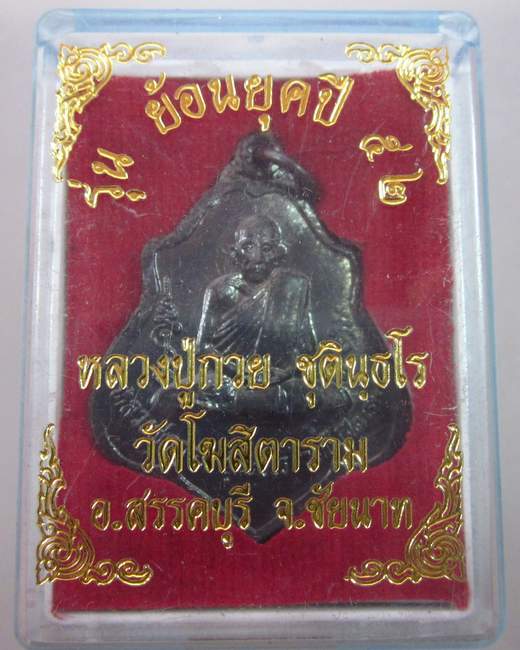 รุ่น ย้อนยุคปี ๑๒
หลวงปู่กวย ชุตินฺธโร
วัดโฆสิตาราม
อ.สรรคบุรี จ.ชัยนาท